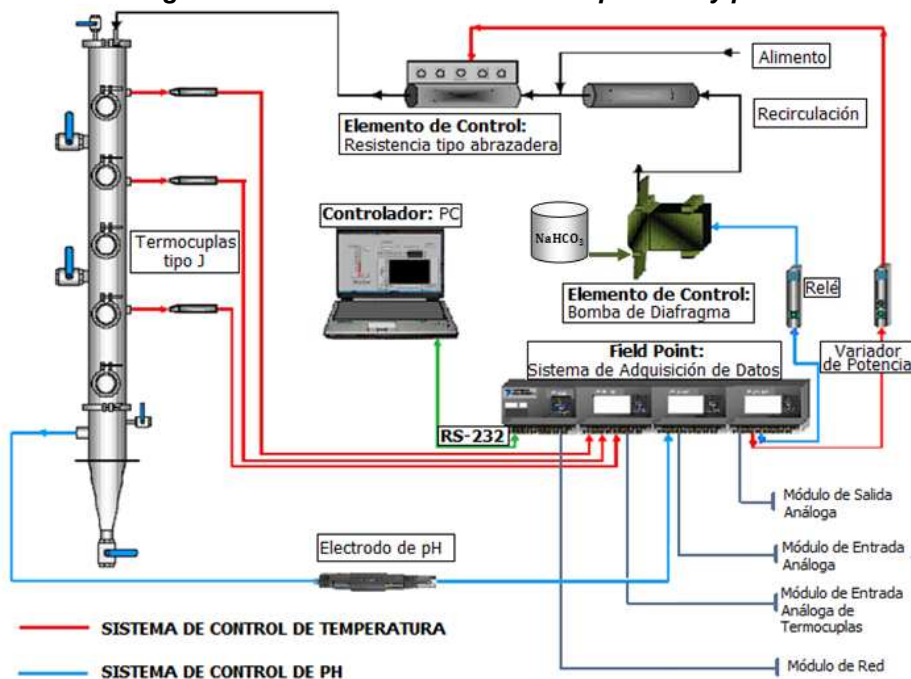 Alimento
Recirculación
Elemento de Control:
Resistencia tipo abrazadera
Controlador: PC
NaHCO₃
Termocuplas
tipo J
Elemento de Control:
Bomba de Diafragma
Relé
Variador
de Potencia
Field Point:
Sistema de Adquisición de Datos
RS-232
Módulo de Salida
Análoga
Módulo de Entrada
Análoga
Módulo de Entrada
Análoga de
Termocuplas
Módulo de Red
Electrodo de pH
SISTEMA DE CONTROL DE TEMPERATURA
SISTEMA DE CONTROL DE PH